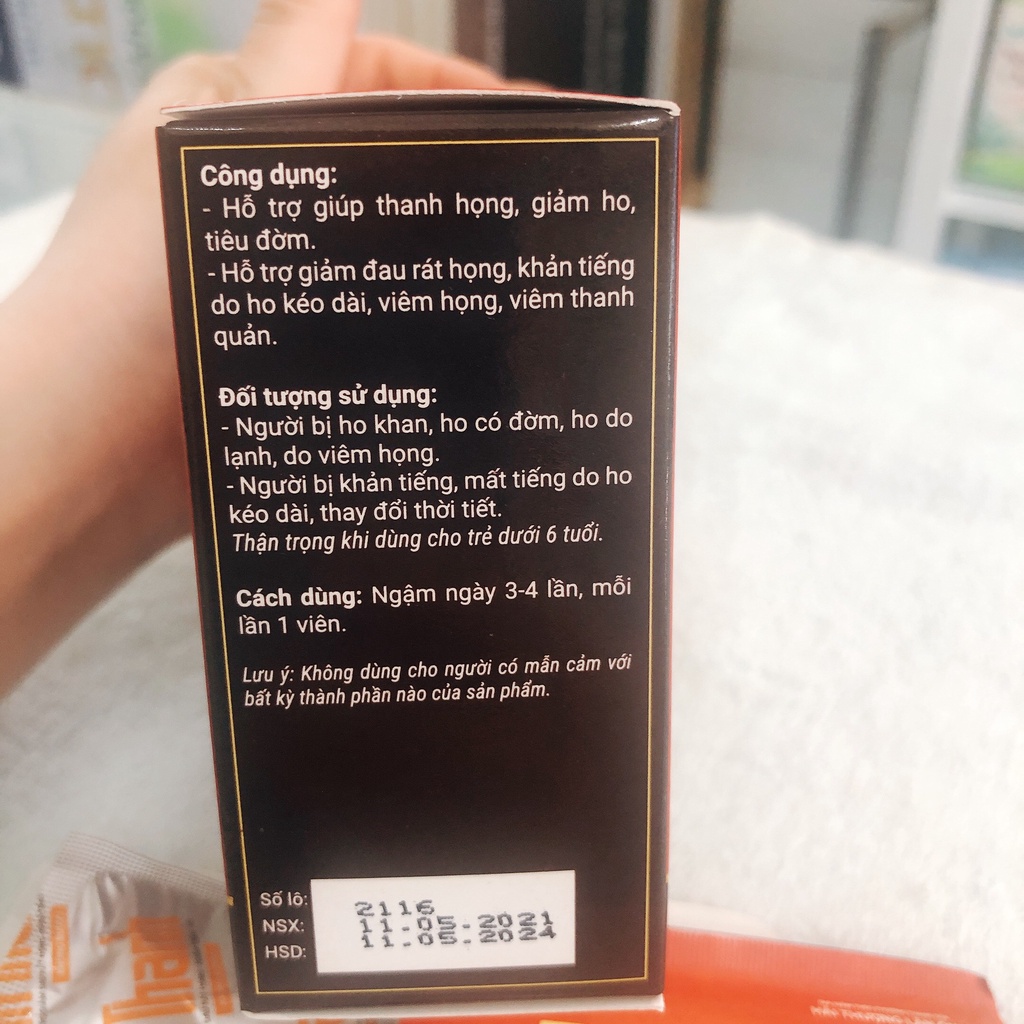 Công dụng:
- Hỗ trợ giúp thanh họng, giảm ho,
tiêu đờm.
- Hỗ trợ giảm đau rát họng, khản tiếng
do ho kéo dài, viêm họng, viêm thanh
quản.
Đối tượng sử dụng:
- Người bị ho khan, ho có đờm, ho do
lạnh, do viêm họng.
- Người bị khản tiếng, mất tiếng do ho
kéo dài, thay đổi thời tiết.
Thận trọng khi dùng cho trẻ dưới 6 tuổi.
Cách dùng: Ngậm ngày 3-4 lần, mỗi
lần 1 viên.
Lưu ý: Không dùng cho người có mẫn cảm với
bất kỳ thành phần nào của sản phẩm.
Số lô: 2116
NSX: 11-05-2021
HSD: 11.05.2024